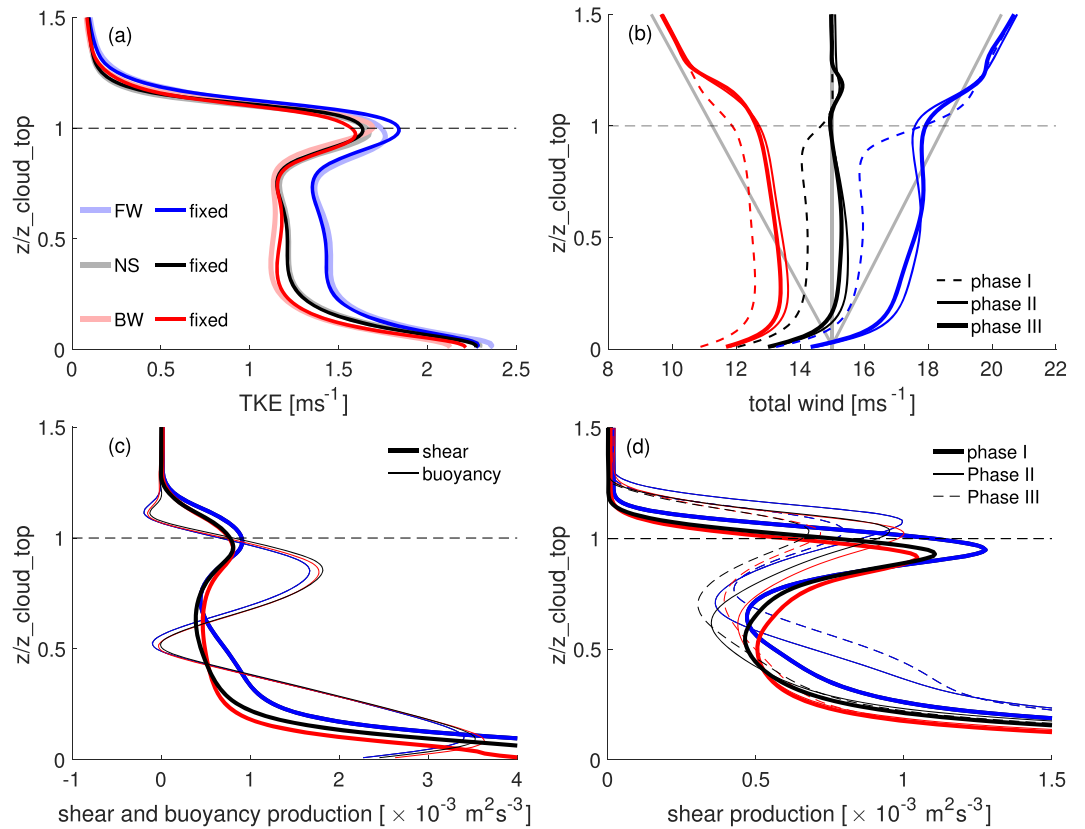 (a)
1.5
1
0.5
0
z/z_cloud_top
FW fixed
NS fixed
BW fixed
0 0.5 1 1.5 2 2.5
TKE [ms-1]
(b)
1.5
1
0.5
0
z/z_cloud_top
phase I
phase II
phase III
8 10 12 14 16 18 20 22
total wind [ms-1]
(c)
1.5
1
0.5
0
z/z_cloud_top
shear
buoyancy
-1 0 1 2 3 4
shear and buoyancy production [ × 10-3 m2s-3]
(d)
1.5
1
0.5
0
z/z_cloud_top
phase I
Phase II
Phase III
0 0.5 1 1.5
shear production [ × 10-3 m2s-3]